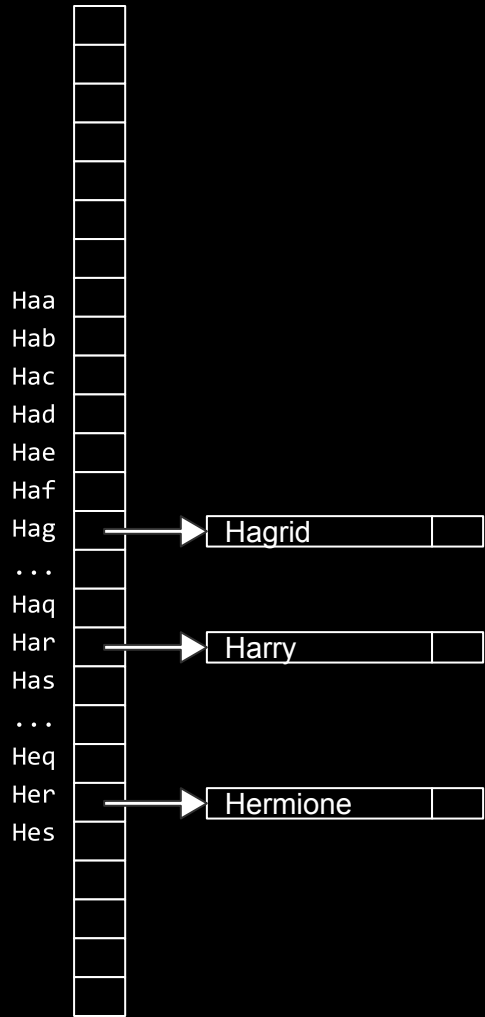 Haa
Hab
Hac
Had
Hae
Haf
Hag Hagrid
...
Haq
Har Harry
Has
...
Heq
Her Hermione
Hes